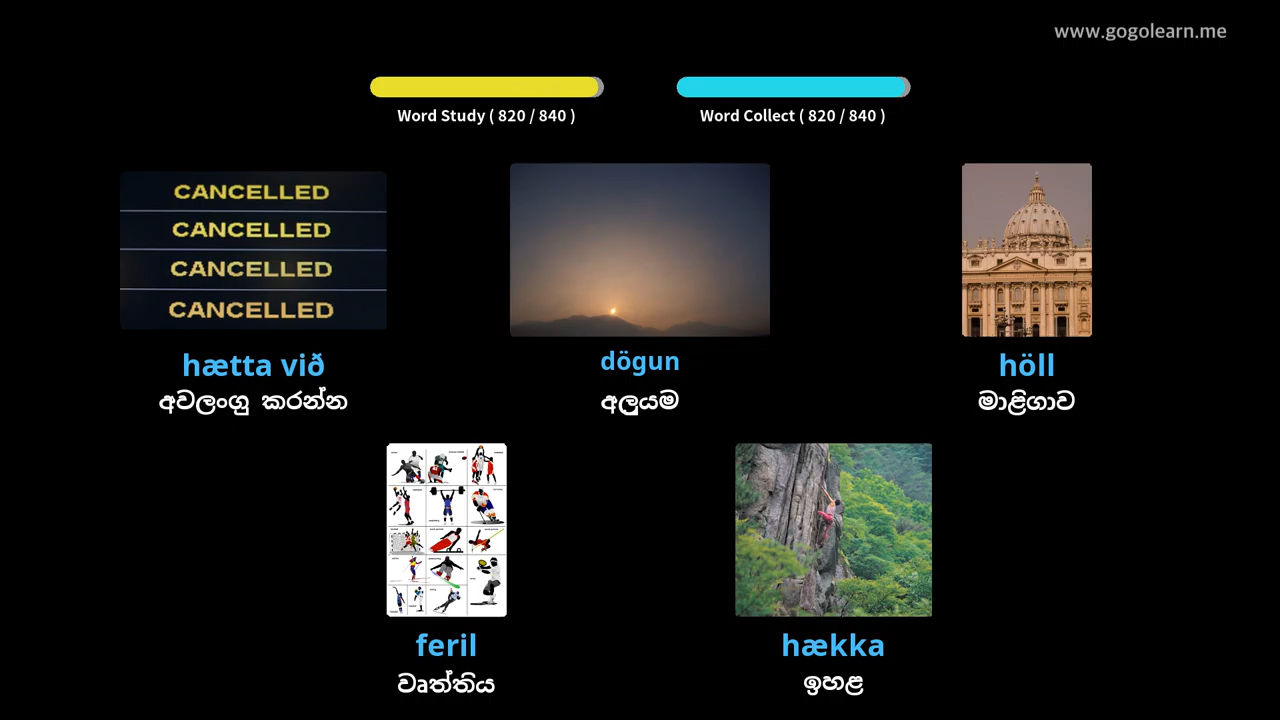 www.gogolearn.me
Word Study ( 820 / 840 )
Word Collect ( 820 / 840 )
CANCELLED
CANCELLED
CANCELLED
CANCELLED
hætta við
අවලංගු කරන්න
dögun
අලුයම
höll
මාළිගාව
feril
වෘත්තිය
hækka
ඉහළ